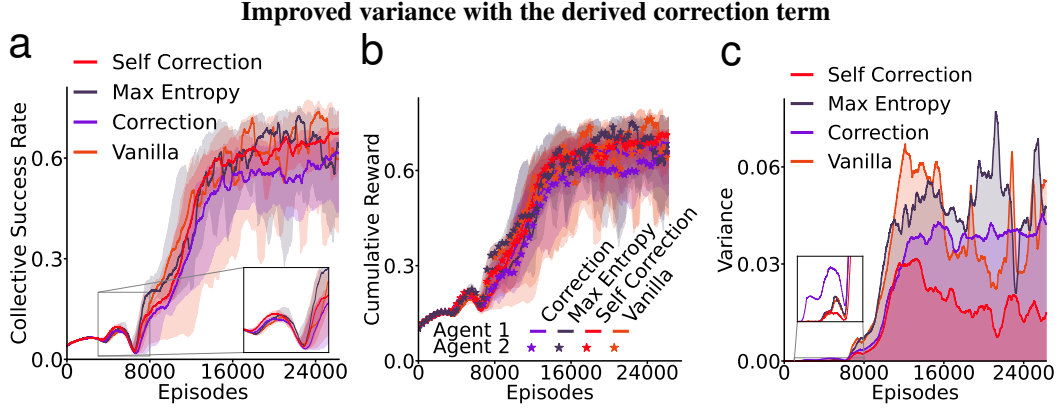 Improved variance with the derived correction term
a
Self Correction
Max Entropy
Correction
Vanilla
Collective Success Rate
0.6
0.3
0.0
0
8000
16000
24000
Episodes
b
Cumulative Reward
0.6
0.3
0.0
Correction
Max Entropy
Self Correction
Vanilla
Agent 1
Agent 2
0
8000
16000
24000
Episodes
c
Self Correction
Max Entropy
Correction
Vanilla
Variance
0.06
0.03
0.00
0
8000
16000
24000
Episodes